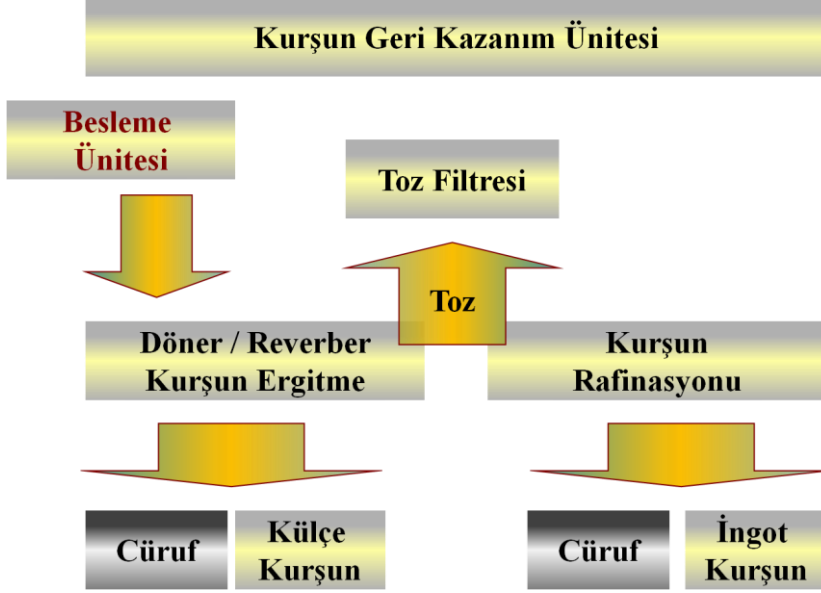 Kurşun Geri Kazanım Ünitesi
Besleme
Ünitesi
Toz Filtresi
Toz
Döner / Reverber
Kurşun Ergitme
Kurşun
Rafinasyonu
Cüruf
Külçe
Kurşun
Cüruf
İngot
Kurşun